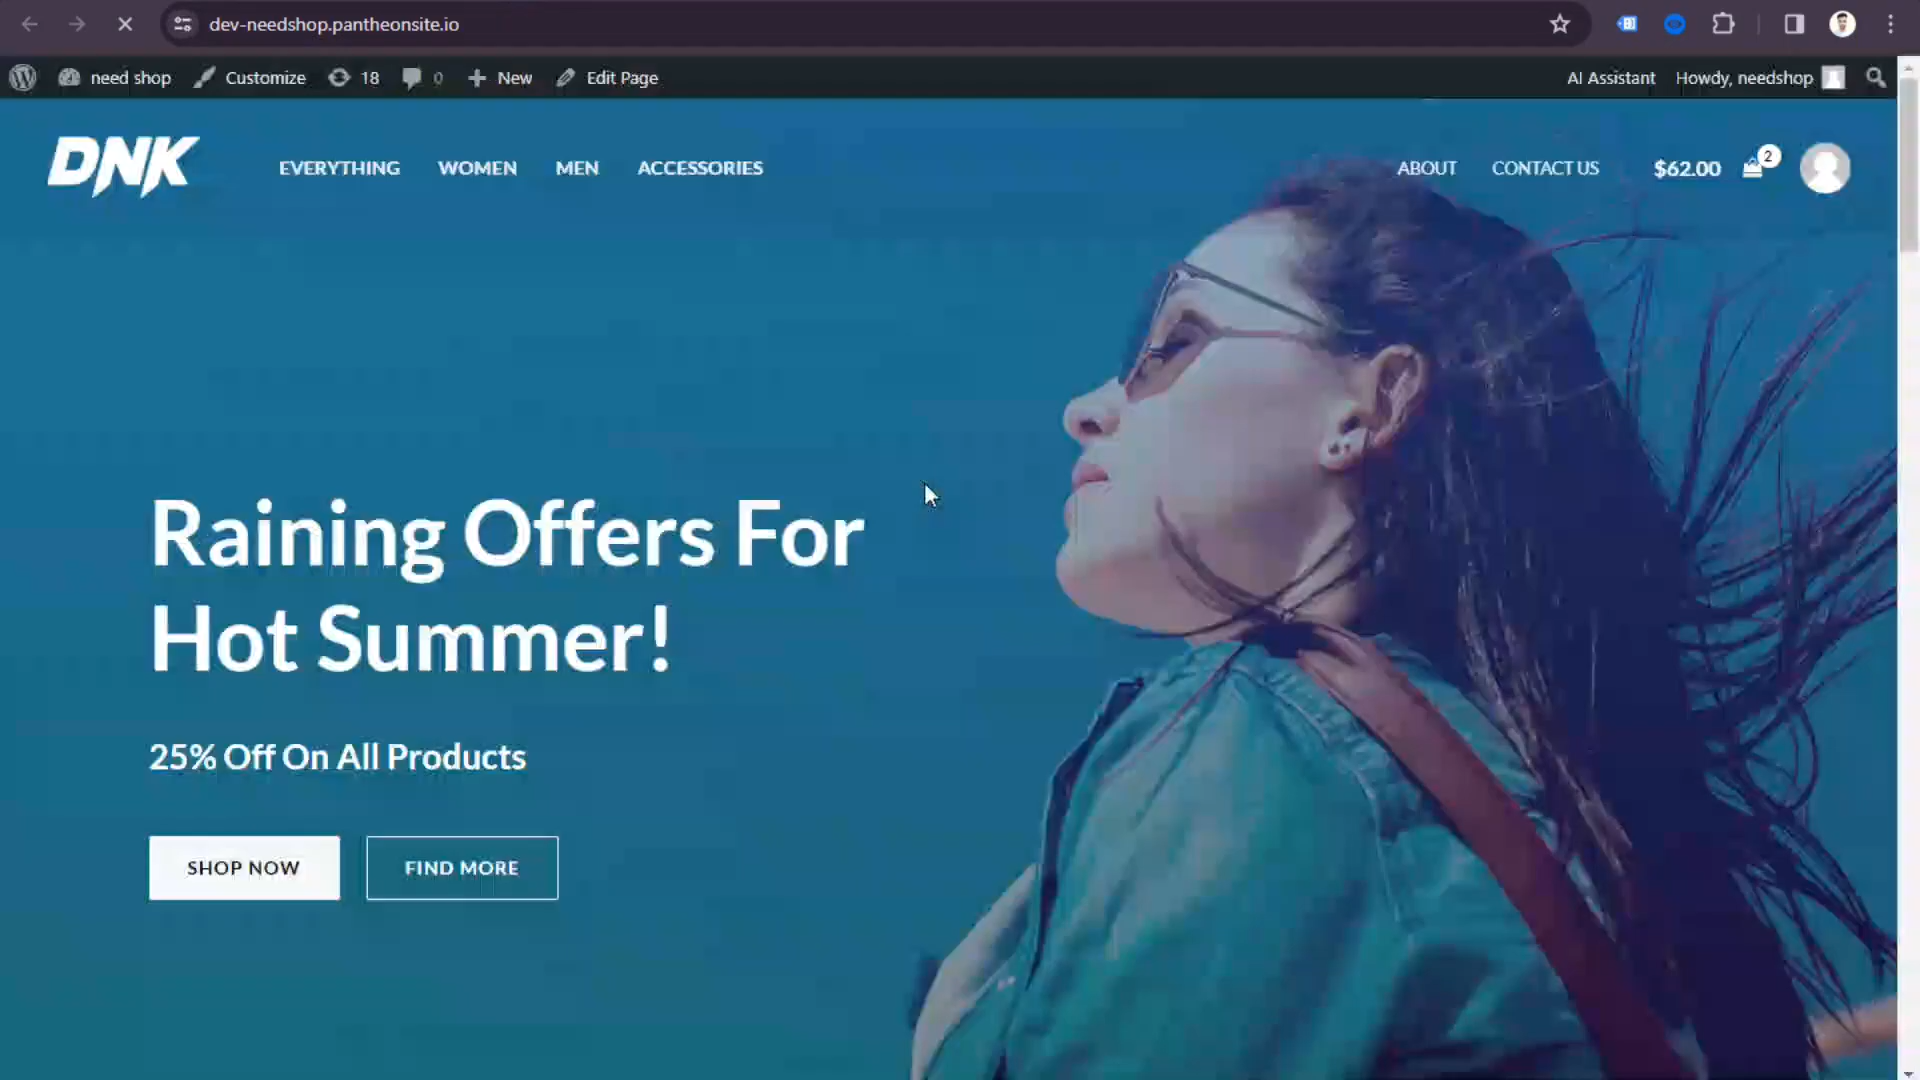 dev-needshop.pantheonsite.io
need shop Customize 18 0 New Edit Page AI Assistant Howdy, needshop
DNK EVERYTHING WOMEN MEN ACCESSORIES ABOUT CONTACT US $62.00 2
Raining Offers For
Hot Summer!
25% Off On All Products
SHOP NOW FIND MORE